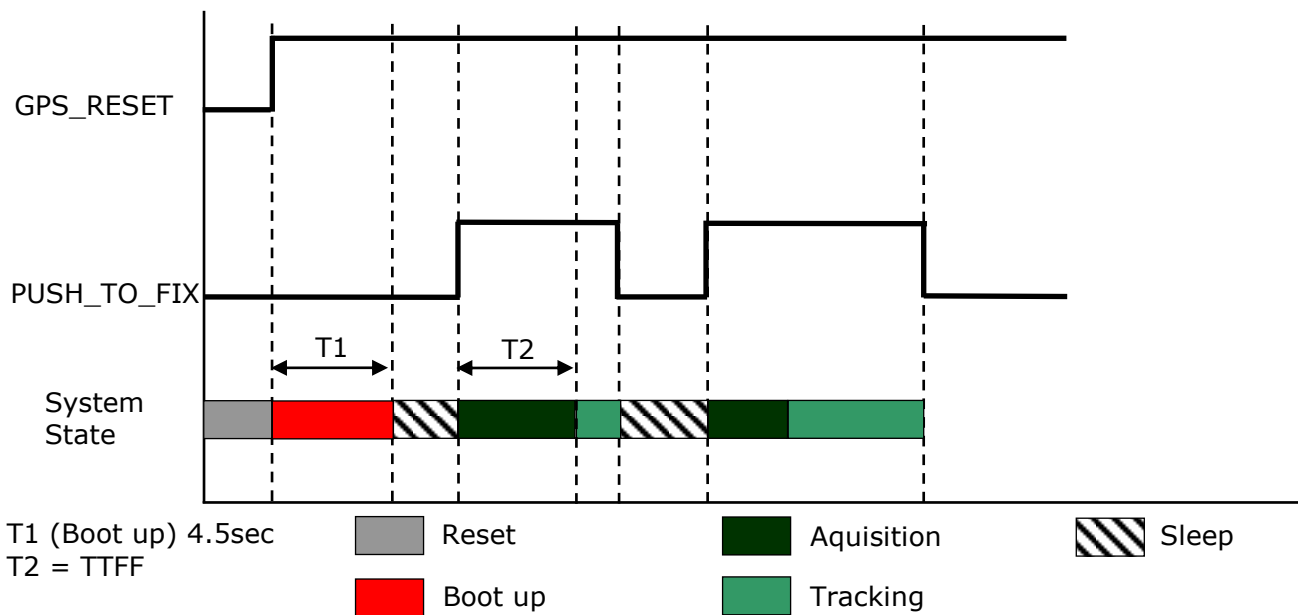 GPS_RESET
PUSH_TO_FIX
T1
T2
System
State
T1 (Boot up) 4.5sec
T2 = TTFF
Reset
Boot up
Aquisition
Tracking
Sleep